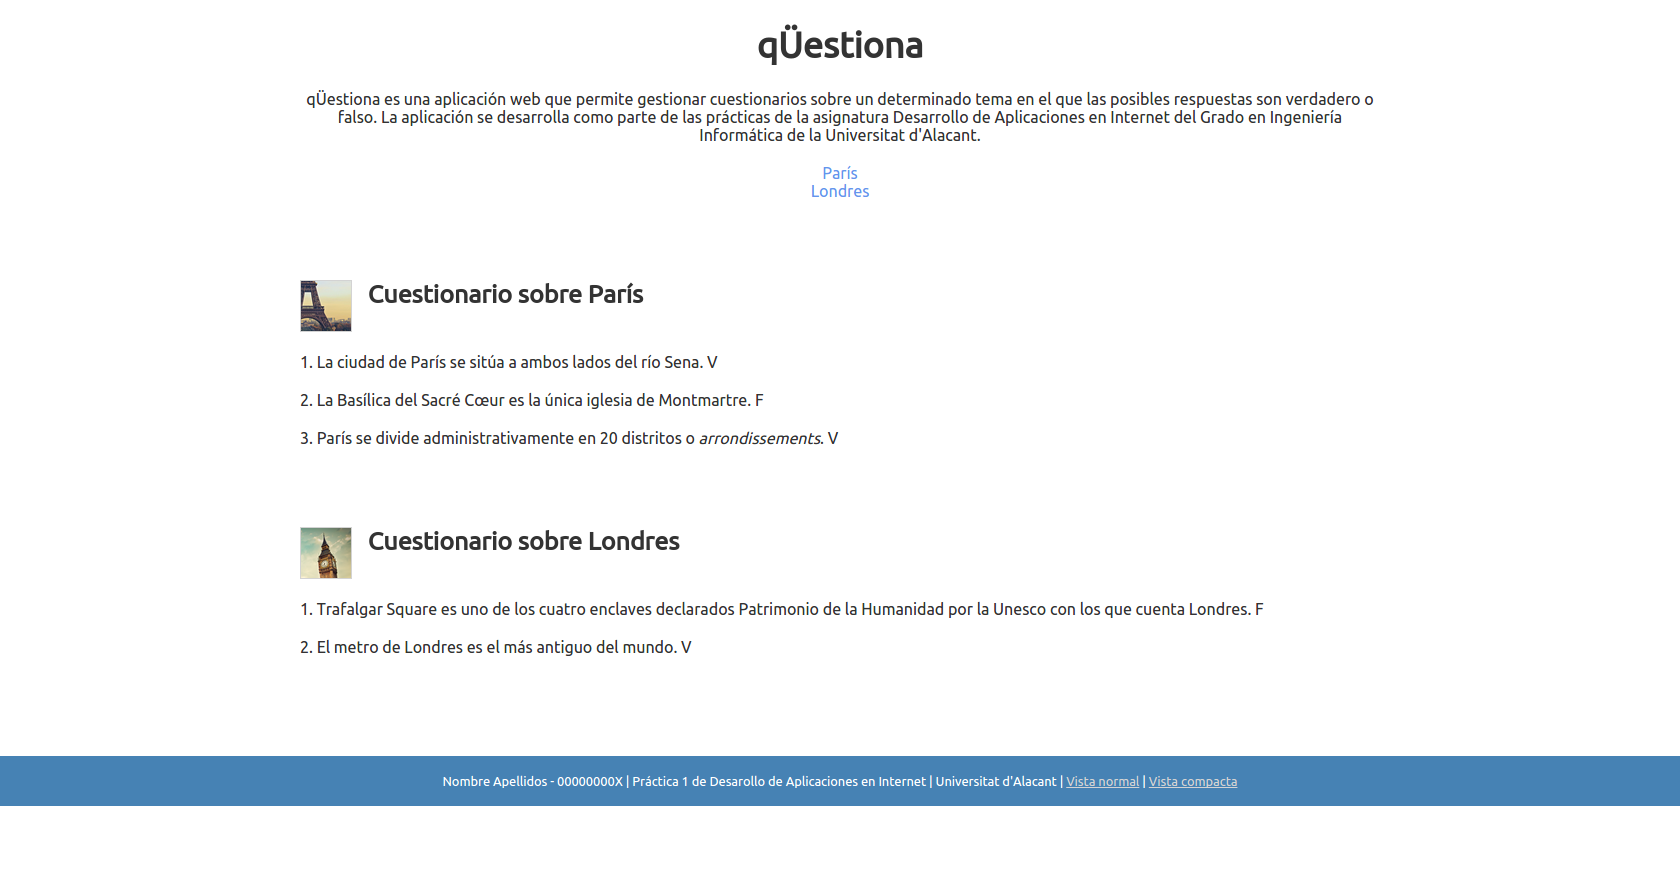 qÜestiona
qÜestiona es una aplicación web que permite gestionar cuestionarios sobre un determinado tema en el que las posibles respuestas son verdadero o
falso. La aplicación se desarrolla como parte de las prácticas de la asignatura Desarrollo de Aplicaciones en Internet del Grado en Ingeniería
Informática de la Universitat d'Alacant.
París
Londres
Cuestionario sobre París
1. La ciudad de París se sitúa a ambos lados del río Sena. V
2. La Basílica del Sacré Cœur es la única iglesia de Montmartre. F
3. París se divide administrativamente en 20 distritos o arrondissements. V
Cuestionario sobre Londres
1. Trafalgar Square es uno de los cuatro enclaves declarados Patrimonio de la Humanidad por la Unesco con los que cuenta Londres. F
2. El metro de Londres es el más antiguo del mundo. V
Nombre Apellidos - 00000000X | Práctica 1 de Desarollo de Aplicaciones en Internet | Universitat d'Alacant | Vista normal | Vista compacta